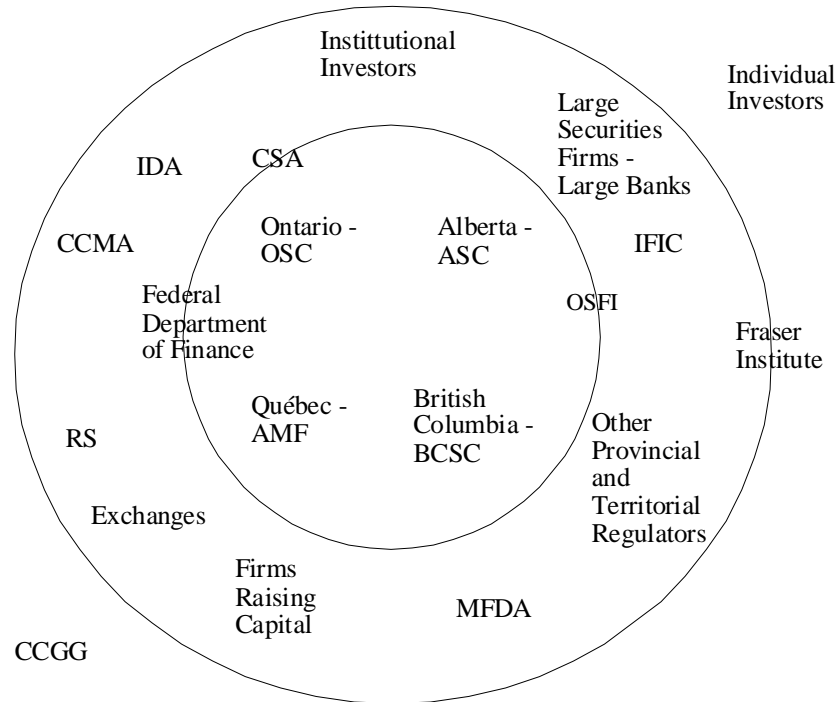 Instittutional
Investors
Individual
Investors
Large
Securities
Firms -
Large Banks
IDA
CSA
CCMA
Ontario -
OSC
Alberta -
ASC
IFIC
Federal
Department
of Finance
OSFI
Fraser
Institute
Québec -
AMF
British
Columbia -
BCSC
Other
Provincial
and
Territorial
Regulators
RS
Exchanges
Firms
Raising
Capital
MFDA
CCGG